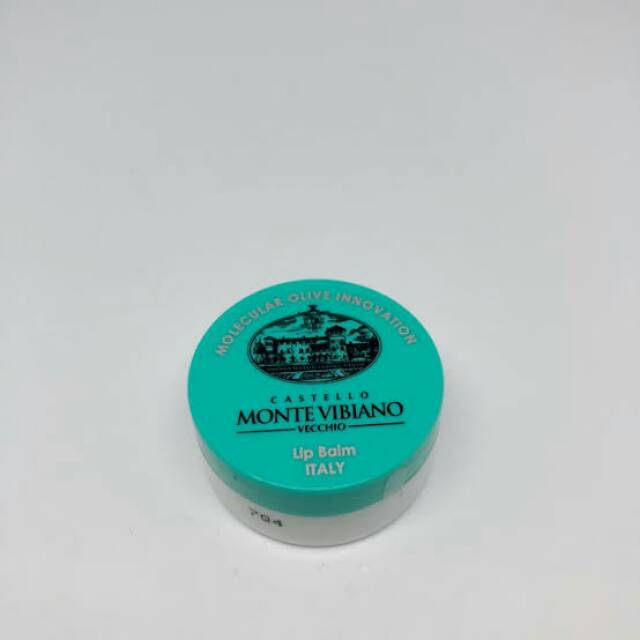 MOLECULAR OLIVE INNOVATION
CASTELLO
MONTE VIBIANO
VECCHIO
Lip Balm
ITALY
704